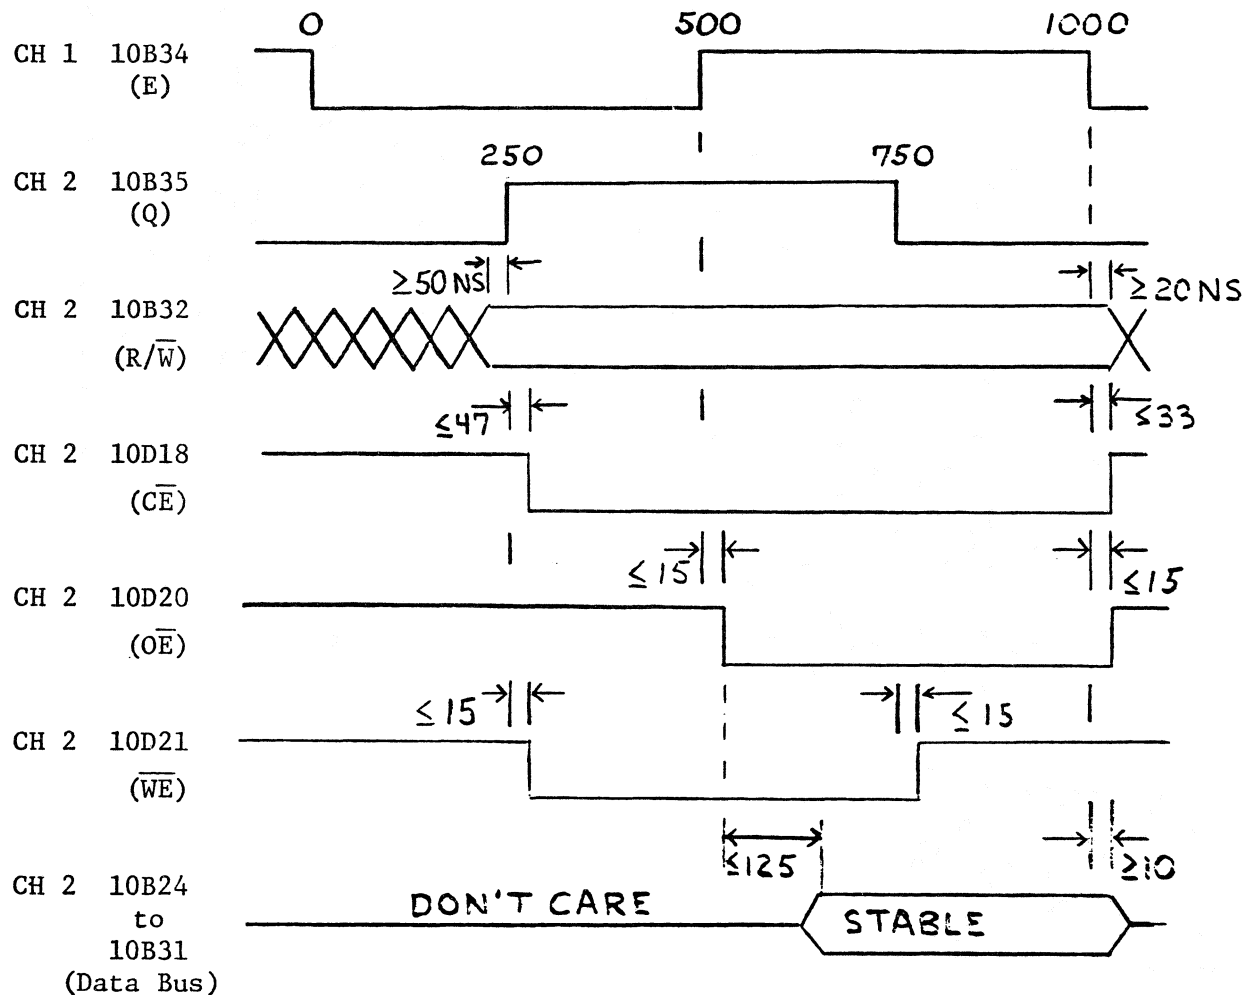 0 500 1000
CH 1 10B34
(E)
250 750
CH 2 10B35
(Q)
≥50 NS ≥20 NS
CH 2 10B32
(R/W̅)
≤47 ≤33
CH 2 10D18
(CE̅)
≤15 ≤15
CH 2 10D20
(OE̅)
≤15 ≤15
CH 2 10D21
(W̅E̅)
≤125 ≥10
CH 2 10B24
to
10B31
(Data Bus)
DON'T CARE STABLE